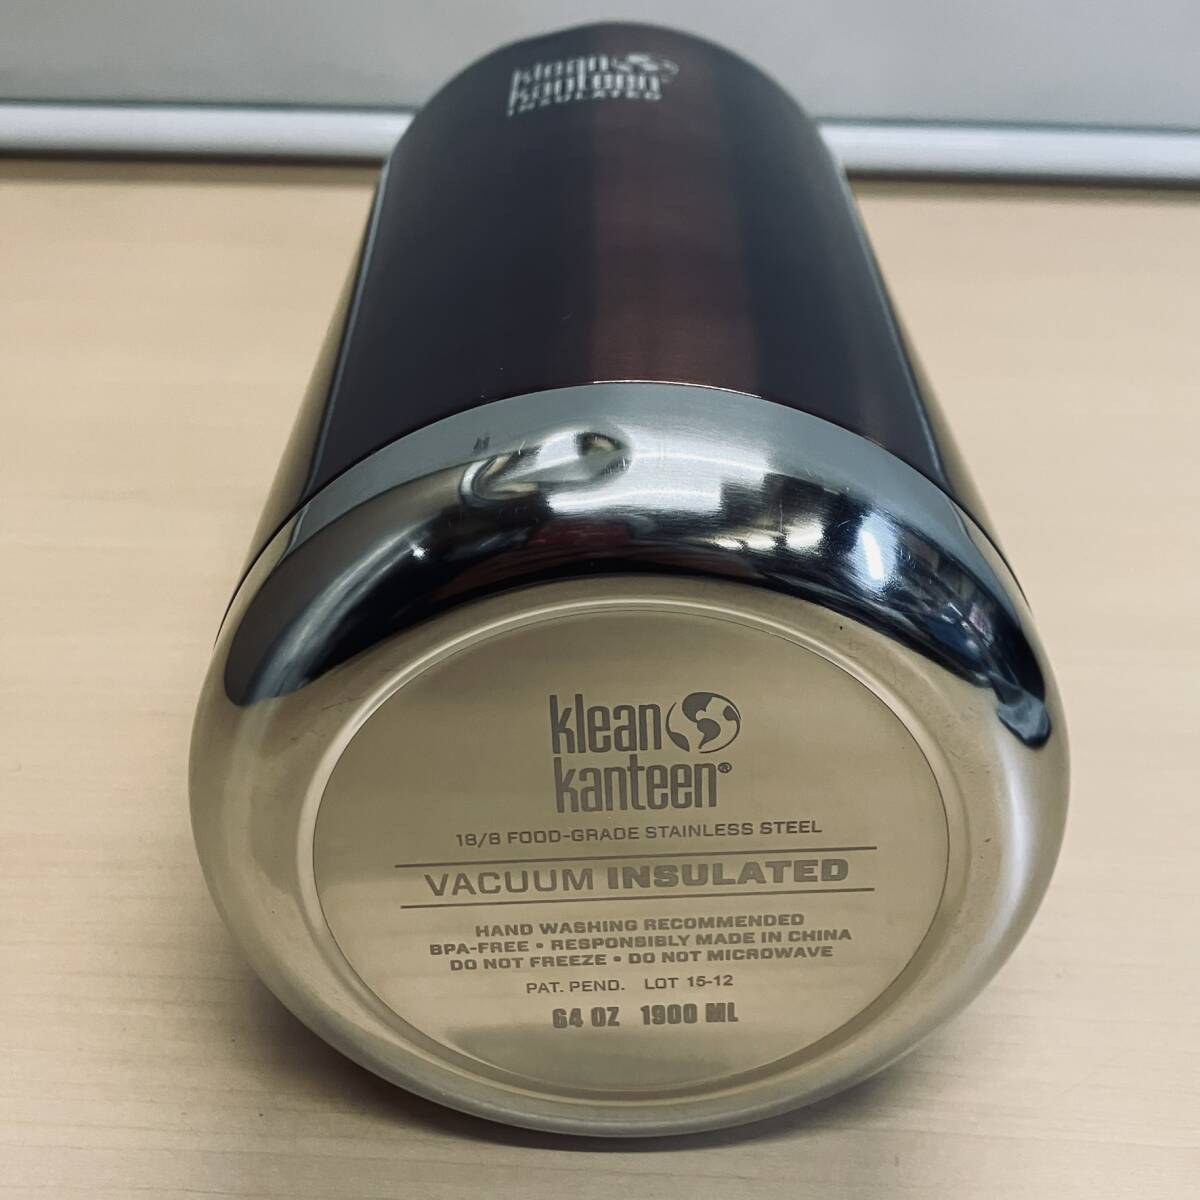 klean
kanteen
INSULATED
klean
kanteen®
18/8 FOOD-GRADE STAINLESS STEEL
VACUUM INSULATED
HAND WASHING RECOMMENDED
BPA-FREE • RESPONSIBLY MADE IN CHINA
DO NOT FREEZE • DO NOT MICROWAVE
PAT. PEND. LOT 15-12
64 OZ 1900 ML